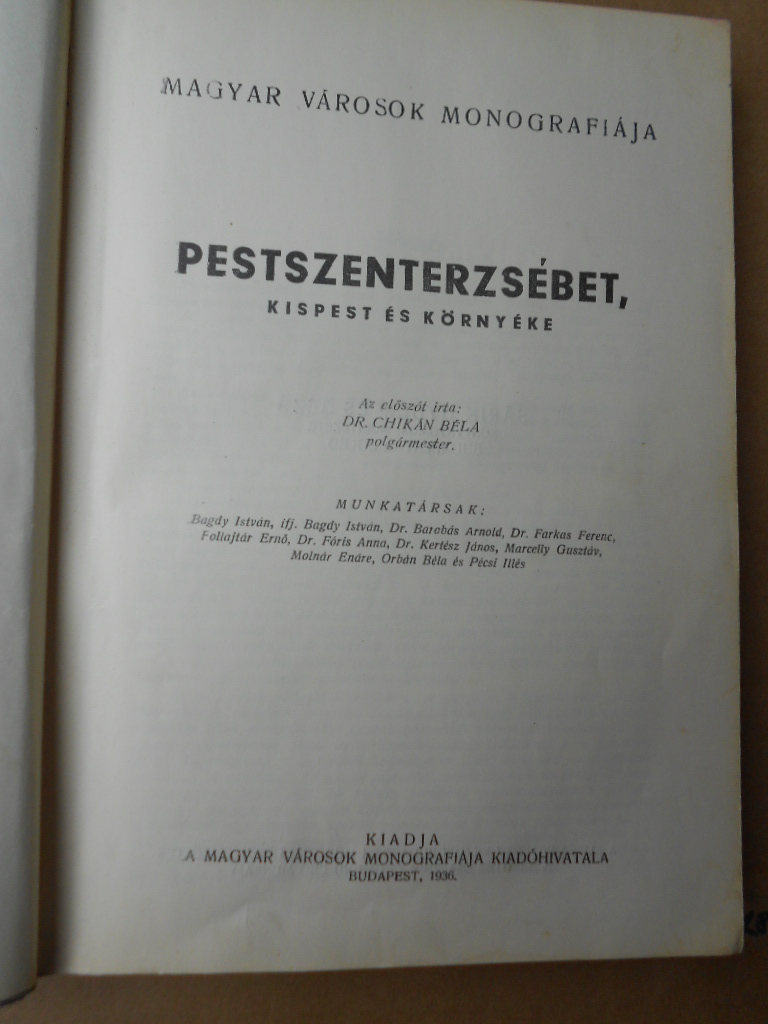 MAGYAR VÁROSOK MONOGRAFIÁJA
PESTSZENTERZSÉBET,
KISPEST ÉS KÖRNYÉKE
Az előszót irta:
DR. CHIKÁN BÉLA
polgármester.
MUNKATÁRSAK:
Bagdy István, ifj. Bagdy István, Dr. Barabás Arnold, Dr. Farkas Ferenc,
Foliajtár Ernő, Dr. Fóris Anna, Dr. Kertész János, Marcelly Gusztáv,
Molnár Enáre, Orbán Béla és Pécsi Illés
KIADJA
A MAGYAR VÁROSOK MONOGRAFIÁJA KIADÓHIVATALA
BUDAPEST, 1936.